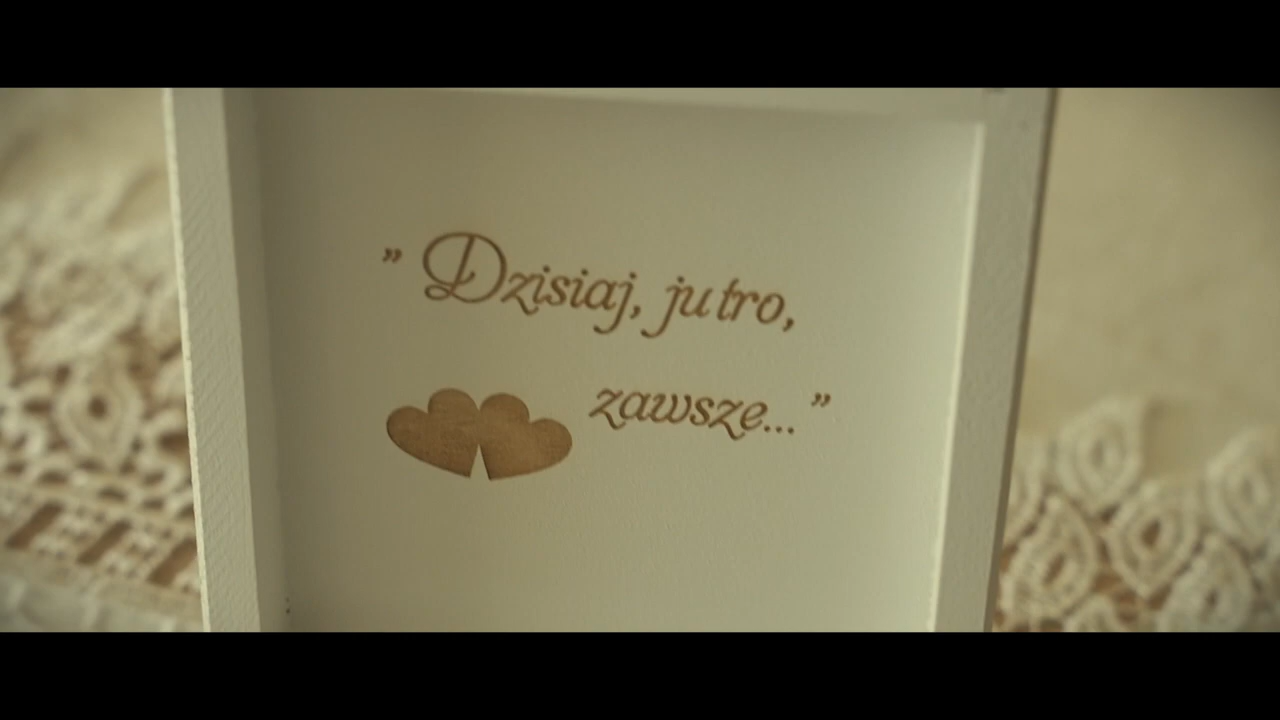 ” Dzisiaj, jutro,
zawsze...”